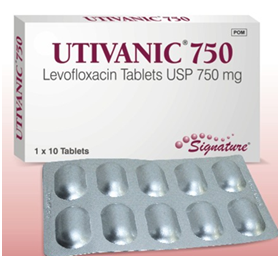 POM
UTIVANIC® 750
Levofloxacin Tablets USP 750 mg
1 x 10 Tablets
Signature®